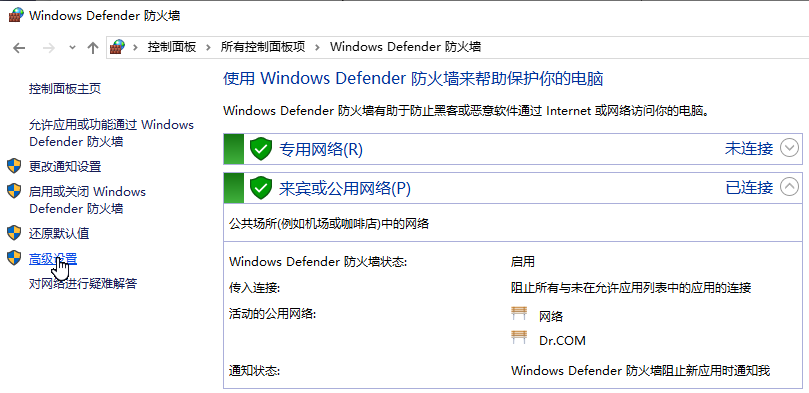 Windows Defender 防火墙
控制面板 › 所有控制面板项 › Windows Defender 防火墙
控制面板主页
允许应用或功能通过 Windows
Defender 防火墙
更改通知设置
启用或关闭 Windows
Defender 防火墙
还原默认值
高级设置
对网络进行疑难解答
使用 Windows Defender 防火墙来帮助保护你的电脑
Windows Defender 防火墙有助于防止黑客或恶意软件通过 Internet 或网络访问你的电脑。
专用网络(R) 未连接
来宾或公用网络(P) 已连接
公共场所(例如机场或咖啡店)中的网络
Windows Defender 防火墙状态: 启用
传入连接: 阻止所有与未在允许应用列表中的应用的连接
活动的公用网络: 网络
Dr.COM
通知状态: Windows Defender 防火墙阻止新应用时通知我